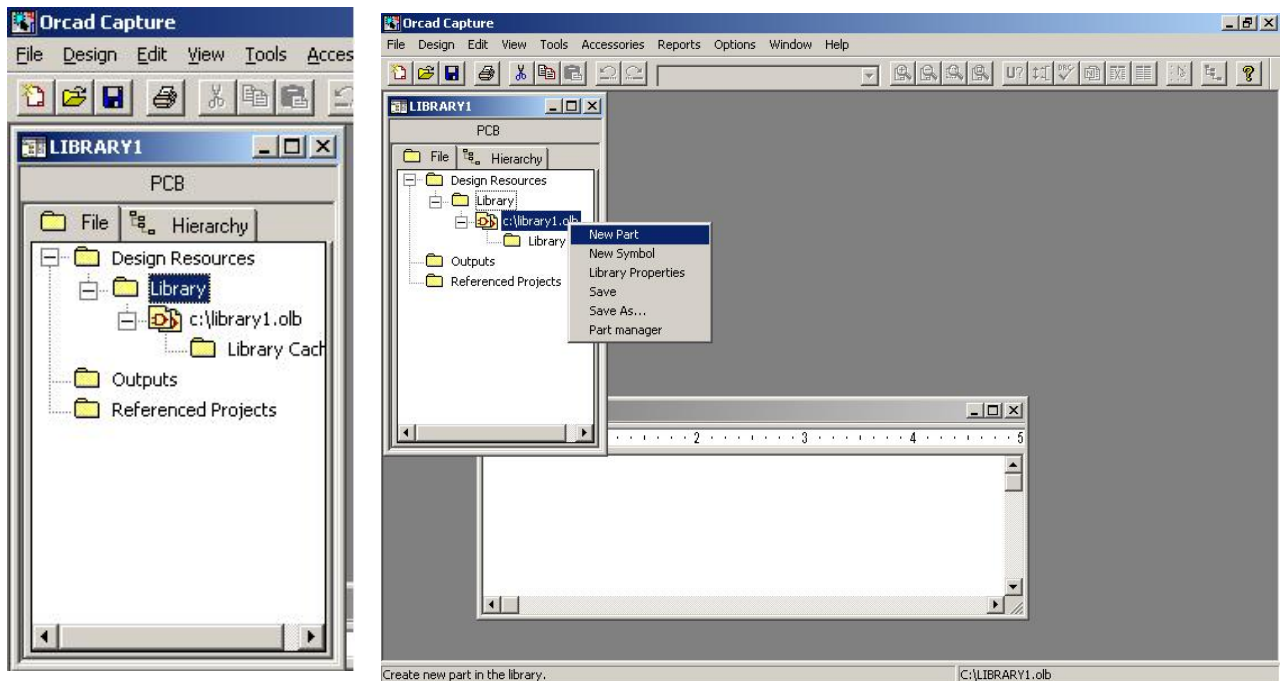 Orcad Capture
File Design Edit View Tools Acces
LIBRARY1
PCB
File Hierarchy
Design Resources
Library
c:\library1.olb
Library Cach
Outputs
Referenced Projects
Orcad Capture
File Design Edit View Tools Accessories Reports Options Window Help
U?
LIBRARY1
PCB
File Hierarchy
Design Resources
Library
c:\library1.olb
Library
Outputs
Referenced Projects
New Part
New Symbol
Library Properties
Save
Save As...
Part manager
2 3 4 5
Create new part in the library. C:\LIBRARY1.olb